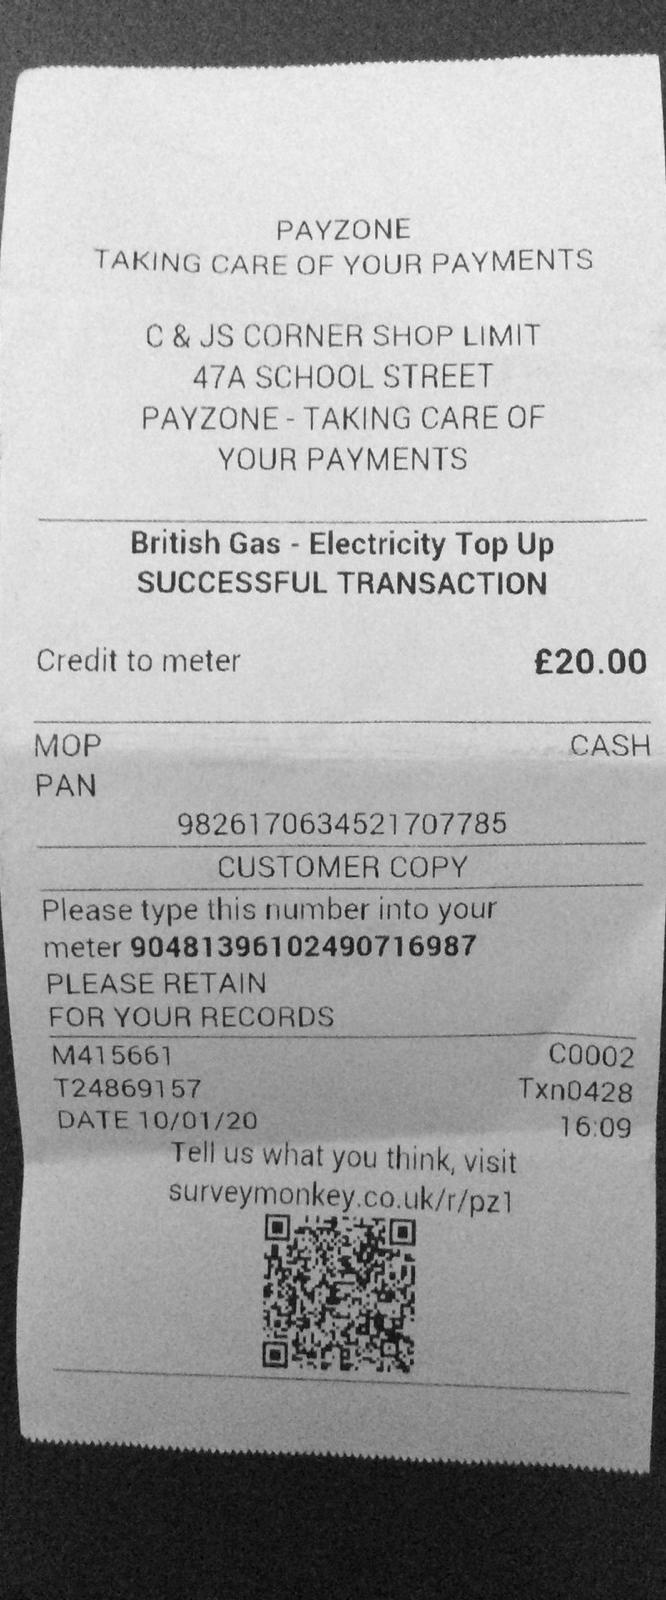 PAYZONE
TAKING CARE OF YOUR PAYMENTS
C & JS CORNER SHOP LIMIT
47A SCHOOL STREET
PAYZONE - TAKING CARE OF
YOUR PAYMENTS
British Gas - Electricity Top Up
SUCCESSFUL TRANSACTION
Credit to meter £20.00
MOP CASH
PAN
9826170634521707785
CUSTOMER COPY
Please type this number into your
meter 90481396102490716987
PLEASE RETAIN
FOR YOUR RECORDS
M415661 C0002
T24869157 Txn0428
DATE 10/01/20 16:09
Tell us what you think, visit
surveymonkey.co.uk/r/pz1